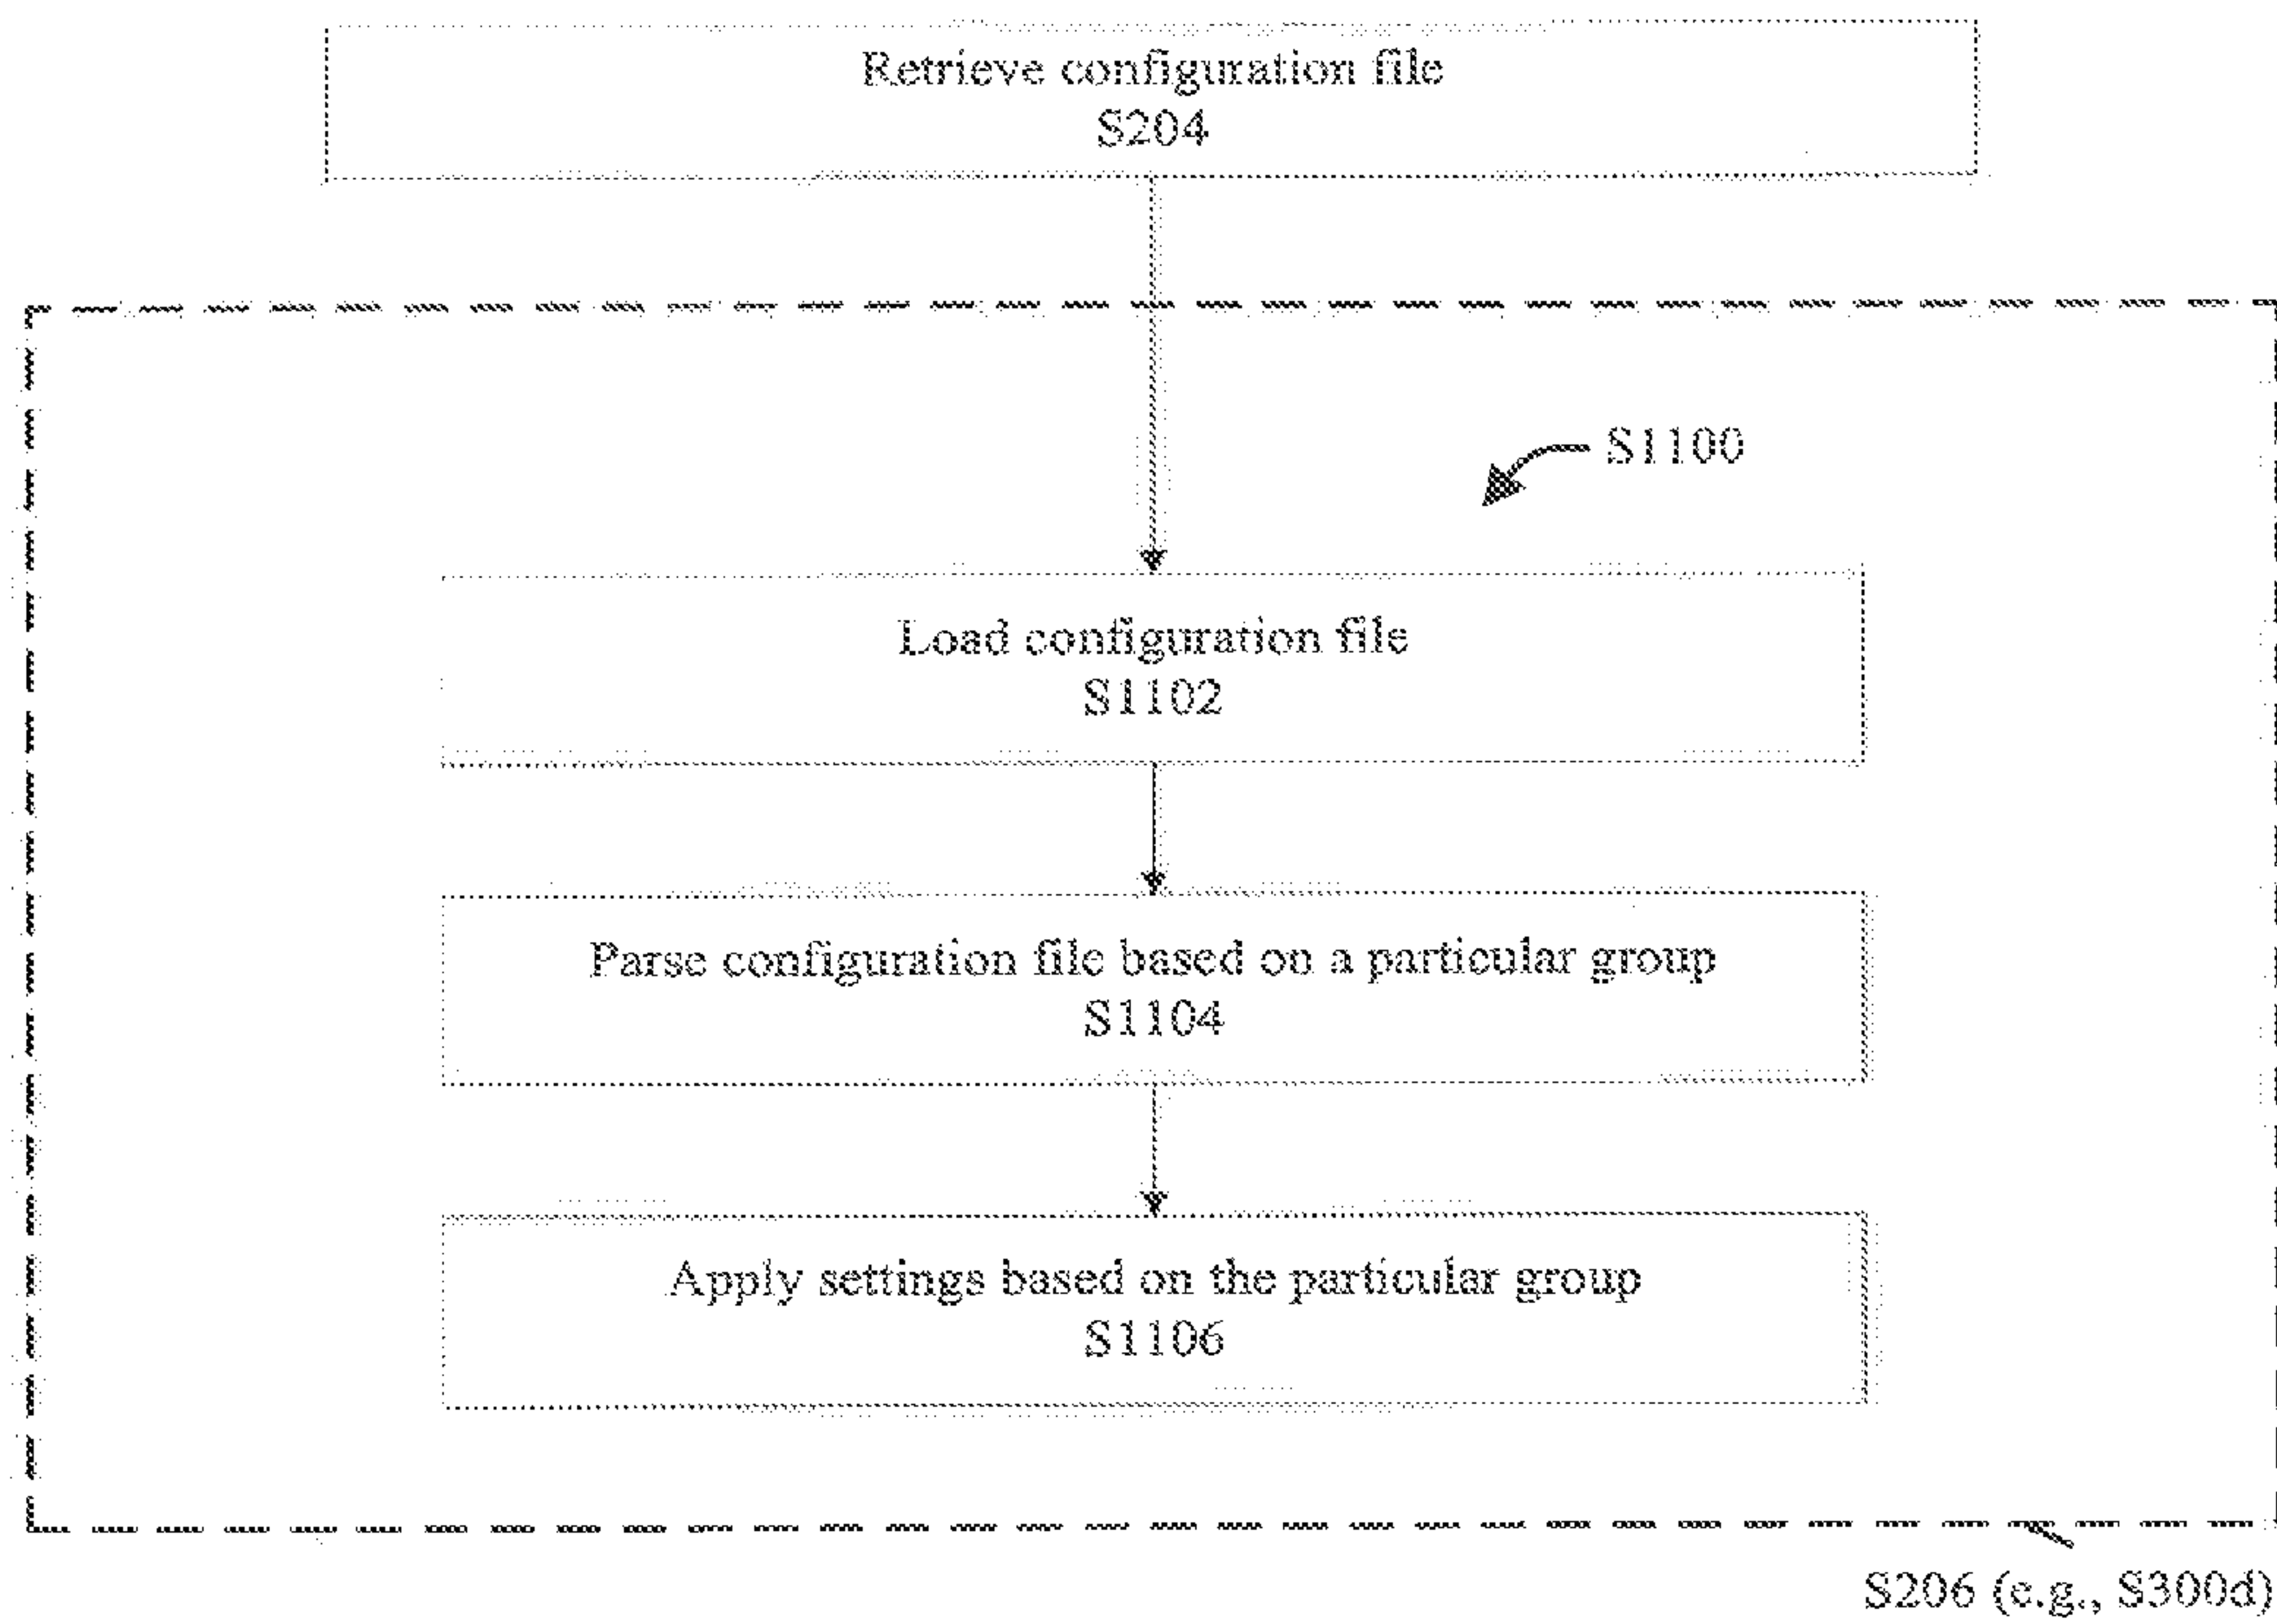 Retrieve configuration file
S204
S1100
Load configuration file
S1102
Parse configuration file based on a particular group
S1104
Apply settings based on the particular group
S1106
S206 (e.g., S300d)